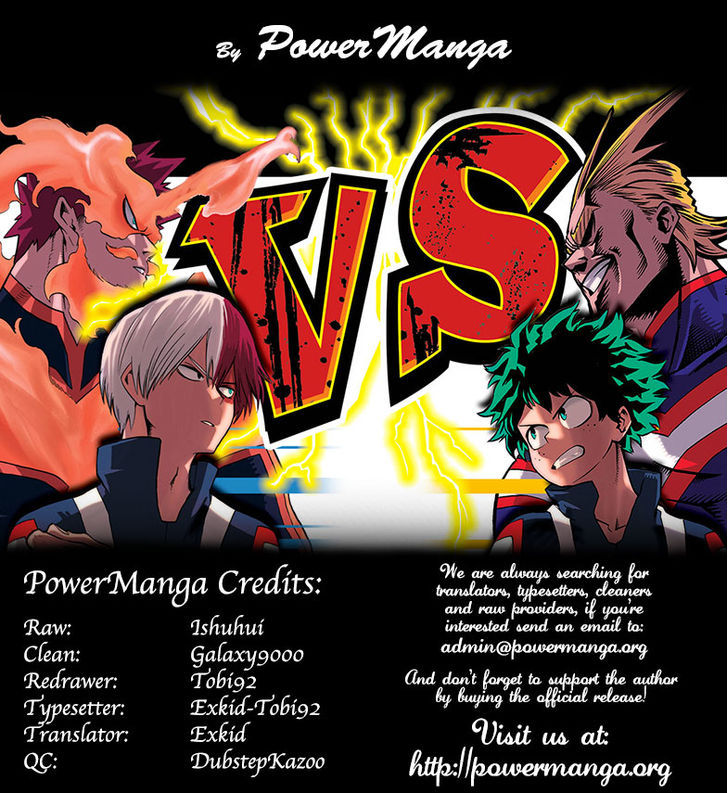 By PowerManga
VS
PowerManga Credits:
Raw: Ishuhui
Clean: Galaxy9000
Redrawer: Tobi92
Typesetter: Exkid-Tobi92
Translator: Exkid
QC: DubstepKazoo
We are always searching for
translators, typesetters, cleaners
and raw providers, if you're
interested send an email to:
admin@powermanga.org
And don't forget to support the author
by buying the official release!
Visit us at:
http://powermanga.org